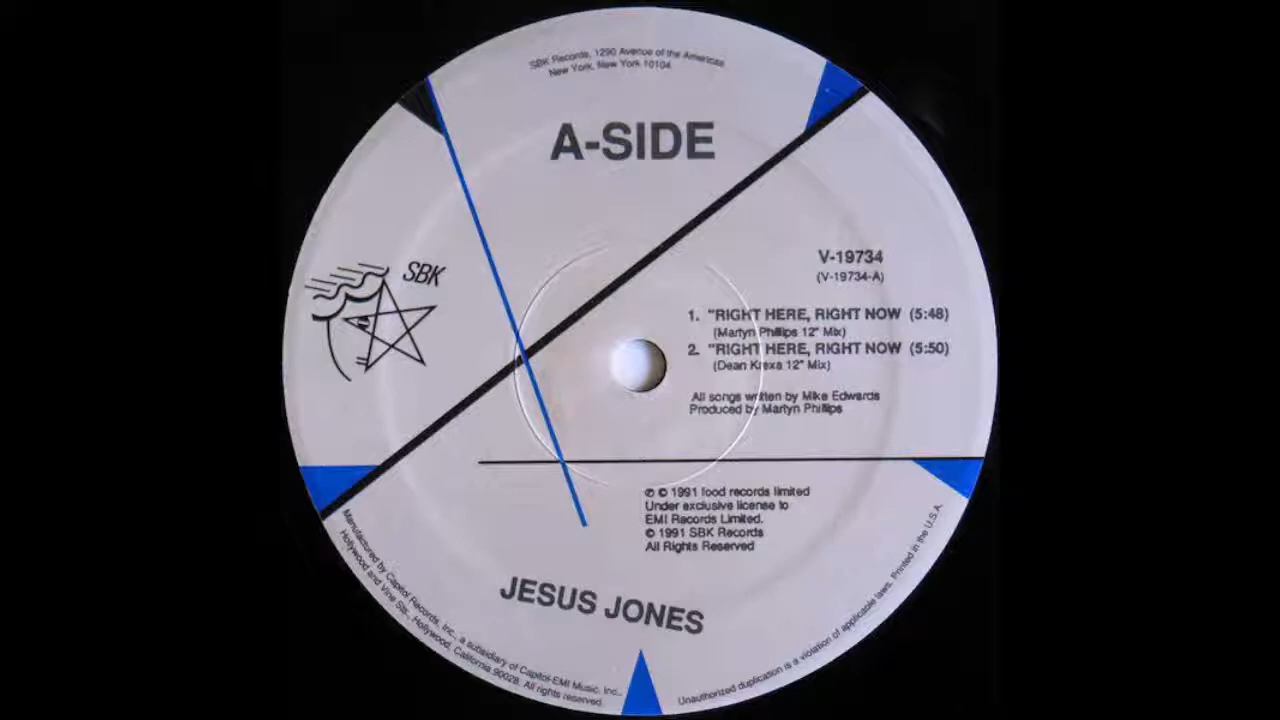 SBK Records, 1290 Avenue of the Americas
New York, New York 10104
A-SIDE
SBK
V-19734
(V-19734-A)
1. "RIGHT HERE, RIGHT NOW (5:48)
(Martyn Phillips 12" Mix)
2. "RIGHT HERE, RIGHT NOW (5:50)
(Dean Krexa 12" Mix)
All songs written by Mike Edwards
Produced by Martyn Phillips
℗ © 1991 food records limited
Under exclusive license to
EMI Records Limited.
© 1991 SBK Records
All Rights Reserved
JESUS JONES
Manufactured by Capitol Records, Inc., a subsidiary of Capitol-EMI Music, Inc.,
Hollywood and Vine Str., Hollywood, California 90028. All rights reserved.
Unauthorized duplication is a violation of applicable laws. Printed in the U.S.A